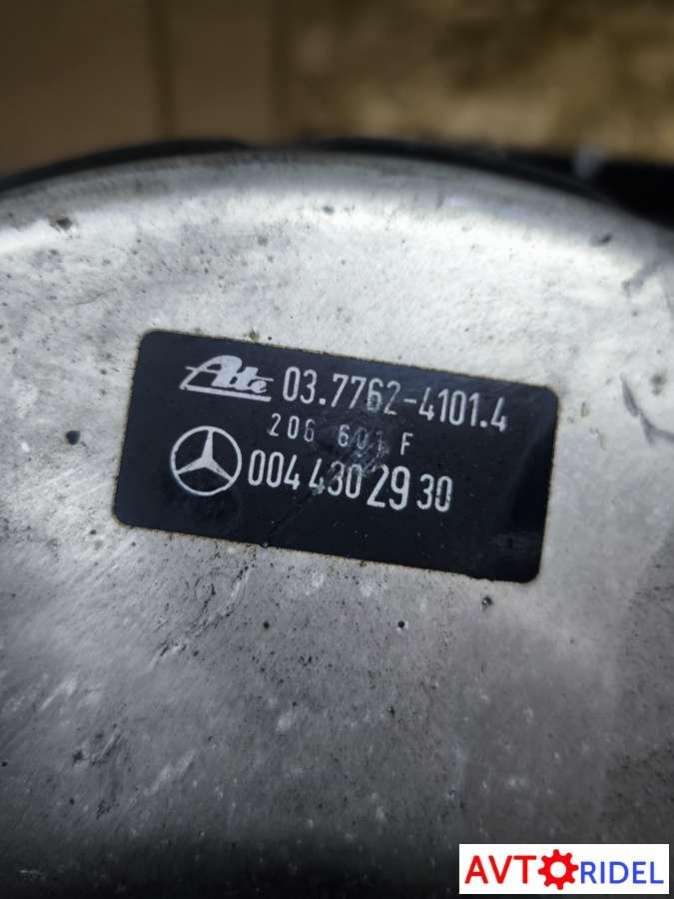 Ate 03.7762-4101.4
206 601 F
004 430 29 30
AVTORIDEL